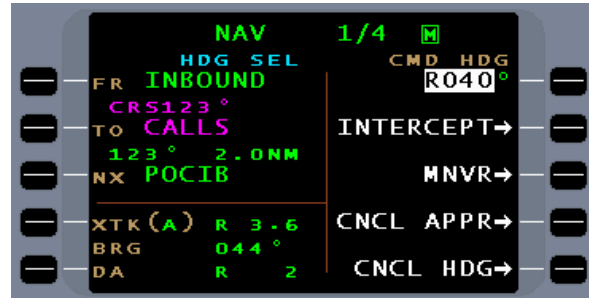 NAV 1/4 M
HDG SEL CMD HDG
FR INBOUND R040°
CRS123°
TO CALLS INTERCEPT→
123° 2.0NM
NX POCIB MNVR→
XTK(A) R 3.6 CNCL APPR→
BRG 044°
DA R 2 CNCL HDG→